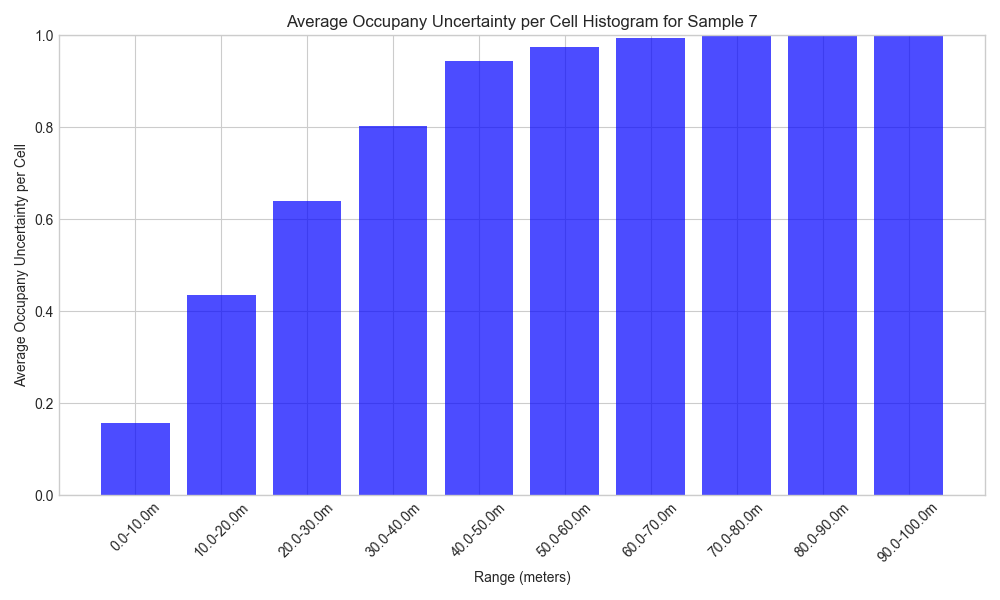 Average Occupany Uncertainty per Cell Histogram for Sample 7
Average Occupany Uncertainty per Cell
1.0
0.8
0.6
0.4
0.2
0.0
0.0-10.0m
10.0-20.0m
20.0-30.0m
30.0-40.0m
40.0-50.0m
50.0-60.0m
60.0-70.0m
70.0-80.0m
80.0-90.0m
90.0-100.0m
Range (meters)